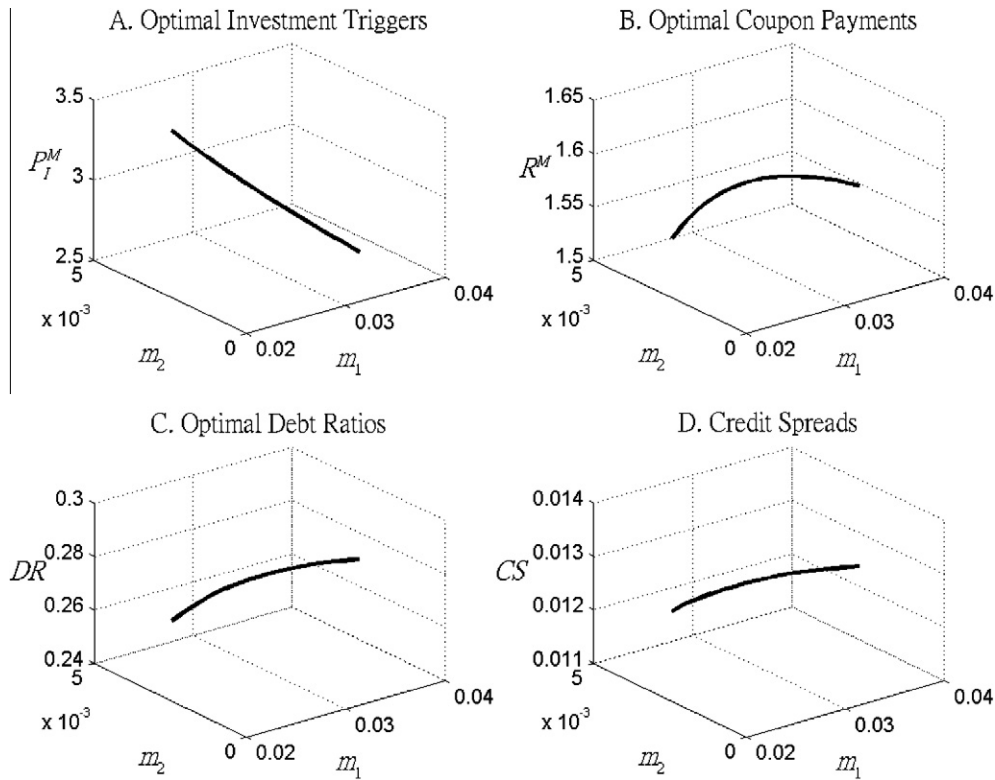 A. Optimal Investment Triggers
3.5
P_I^M
3
2.5
5
x 10^-3
m_2
0
0.02
m_1
0.03
0.04
B. Optimal Coupon Payments
1.65
1.6
R^M
1.55
1.5
5
x 10^-3
m_2
0
0.02
m_1
0.03
0.04
C. Optimal Debt Ratios
0.3
0.28
DR
0.26
0.24
5
x 10^-3
m_2
0
0.02
m_1
0.03
0.04
D. Credit Spreads
0.014
0.013
CS
0.012
0.011
5
x 10^-3
m_2
0
0.02
m_1
0.03
0.04